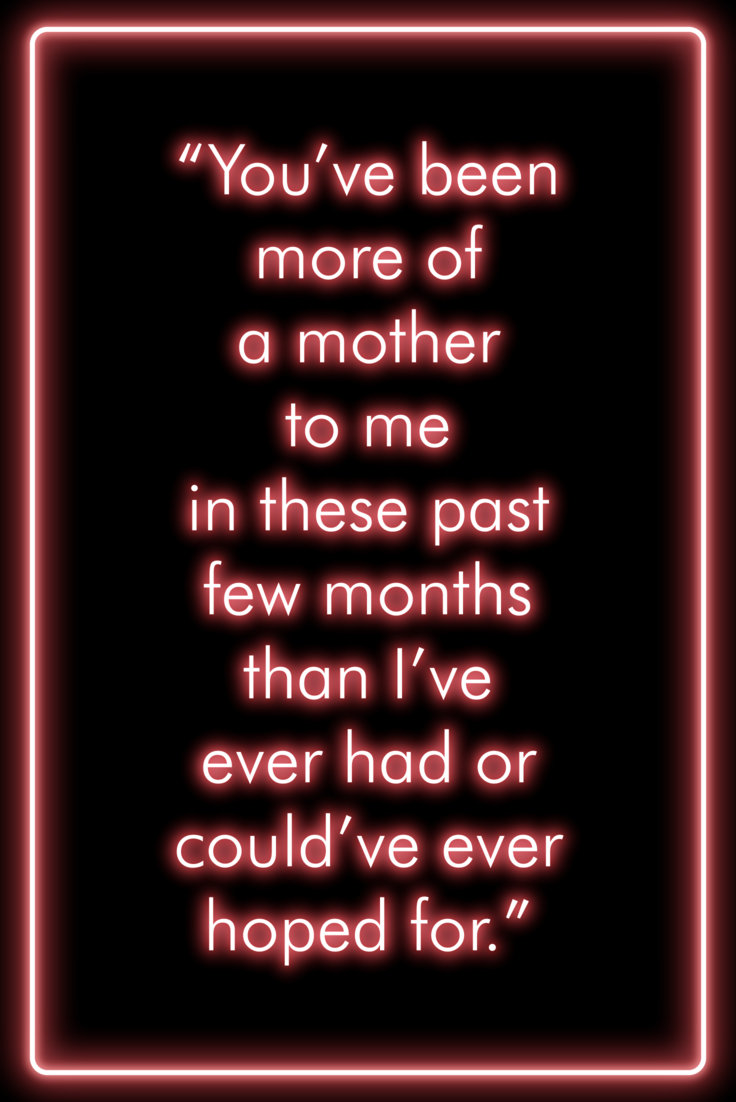 “You’ve been
more of
a mother
to me
in these past
few months
than I’ve
ever had or
could’ve ever
hoped for.”